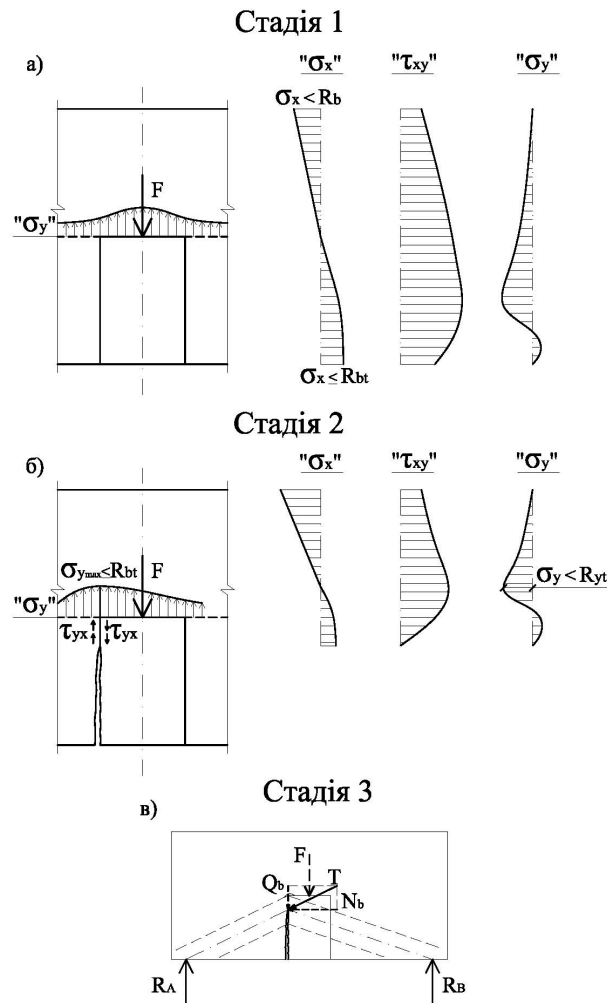 Стадія 1
а)
"σx" "τxy" "σy"
σx < Rb
F
"σy"
σx ≤ Rbt
Стадія 2
б)
"σx" "τxy" "σy"
σymax<Rbt F
σy < Ryt
"σy"
τyx τyx
Стадія 3
в)
F
Qb T
Nb
RA RB